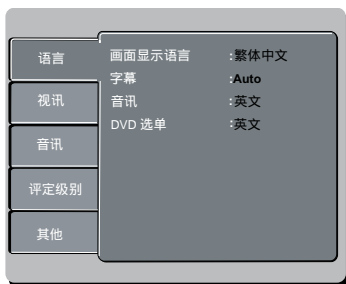 语言
视讯
音讯
评定级别
其他
画面显示语言 :繁体中文
字幕 :Auto
音讯 :英文
DVD 选单 :英文